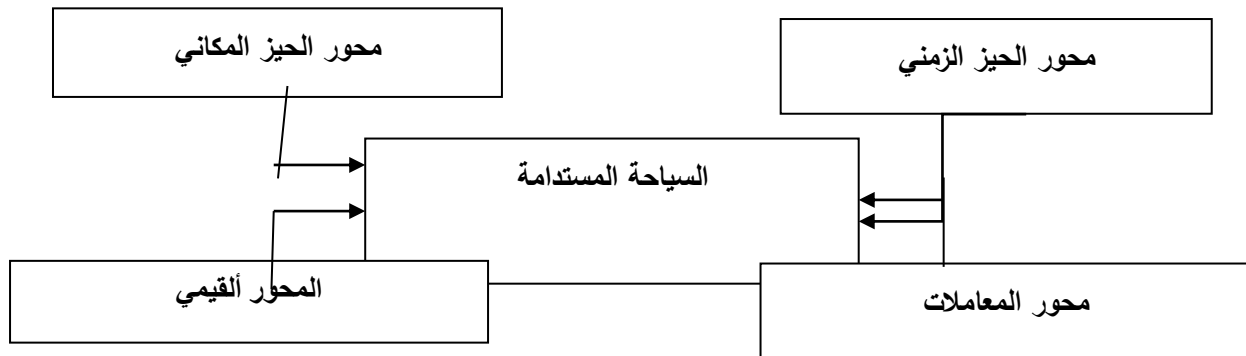 محور الحيز الزمني
محور الحيز المكاني
السياحة المستدامة
محور المعاملات
المحور ألقيمي